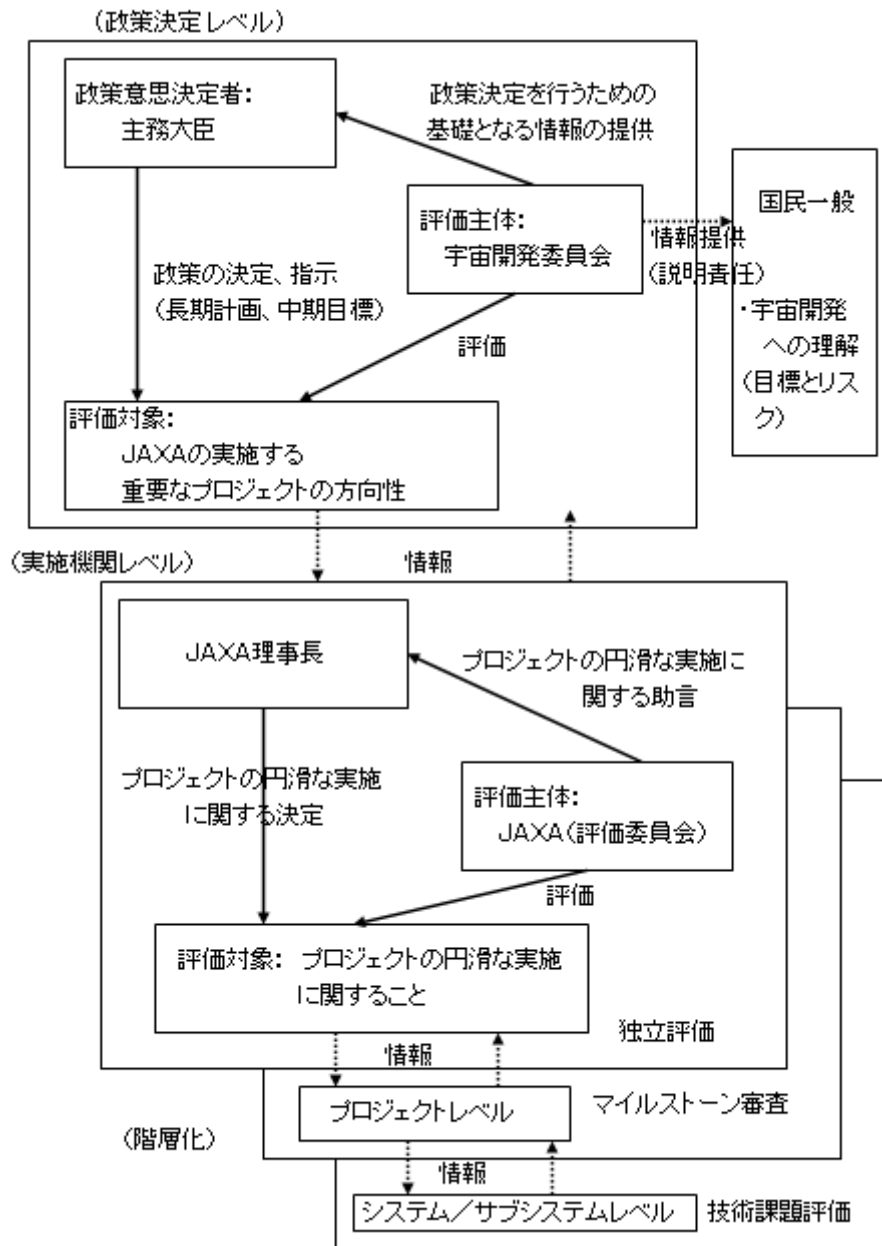 (政策決定レベル)
政策意思決定者:
主務大臣
政策決定を行うための
基礎となる情報の提供
評価主体:
宇宙開発委員会
情報提供
(説明責任)
国民一般
・宇宙開発
への理解
(目標とリス
ク)
政策の決定、指示
(長期計画、中期目標)
評価
評価対象:
JAXAの実施する
重要なプロジェクトの方向性
(実施機関レベル)
情報
JAXA理事長
プロジェクトの円滑な実施に
関する助言
プロジェクトの円滑な実施
に関する決定
評価主体:
JAXA(評価委員会)
評価
評価対象: プロジェクトの円滑な実施
に関すること
独立評価
情報
プロジェクトレベル
マイルストーン審査
(階層化)
情報
システム/サブシステムレベル
技術課題評価